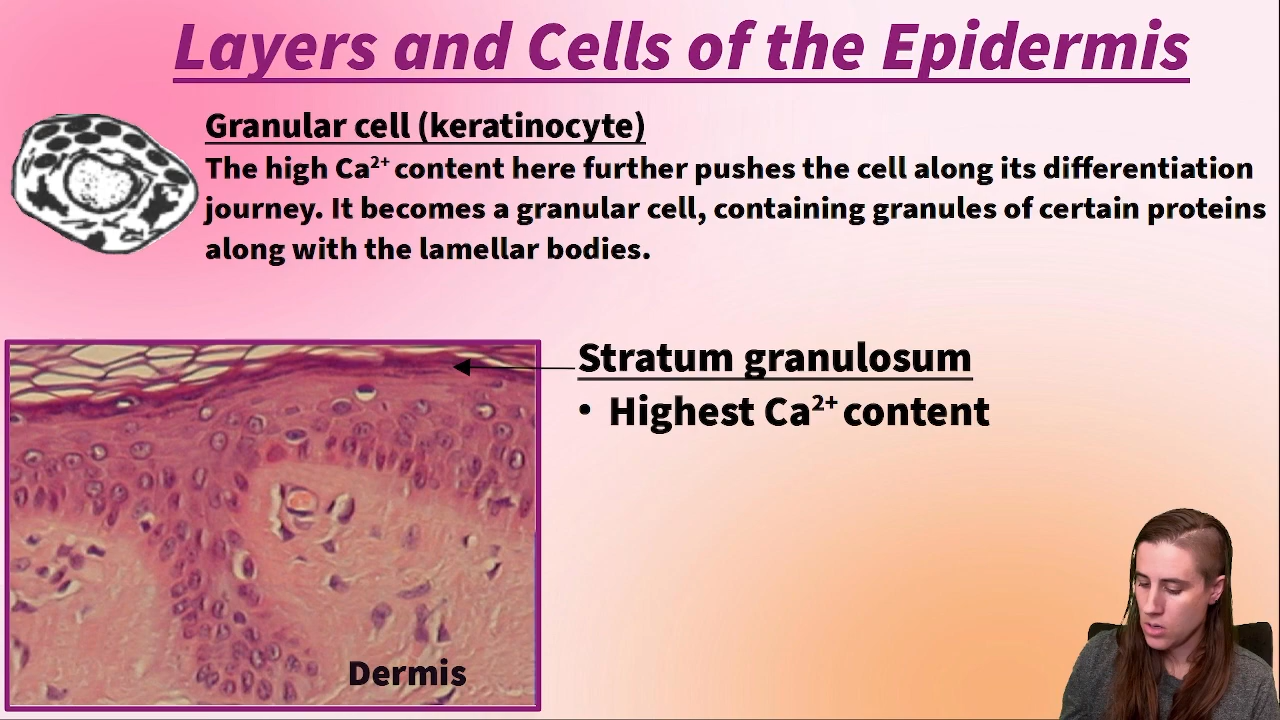 Layers and Cells of the Epidermis
Granular cell (keratinocyte)
The high Ca²⁺ content here further pushes the cell along its differentiation
journey. It becomes a granular cell, containing granules of certain proteins
along with the lamellar bodies.
Stratum granulosum
• Highest Ca²⁺ content
Dermis